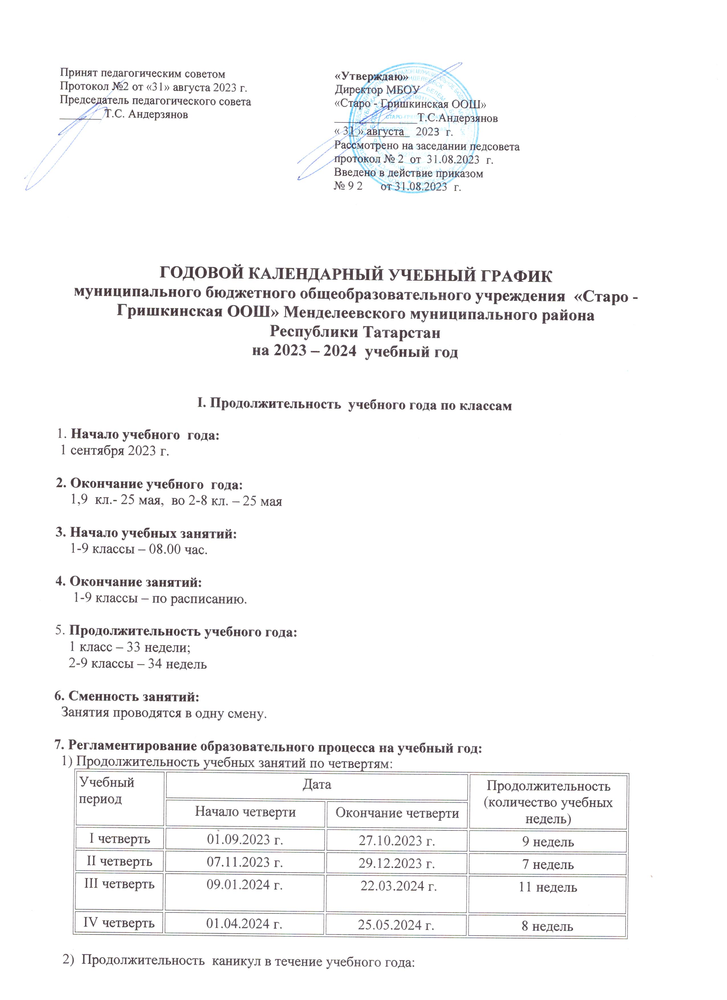 Принят педагогическим советом
Протокол №2 от «31» августа 2023 г.
Председатель педагогического совета
_______ Т.С. Андерзянов
«Утверждаю»
Директор МБОУ
«Старо - Гришкинская ООШ»
______________Т.С.Андерзянов
« 31 » августа 2023 г.
Рассмотрено на заседании педсовета
протокол № 2 от 31.08.2023 г.
Введено в действие приказом
№ 9 2 от 31.08.2023 г.
ГОДОВОЙ КАЛЕНДАРНЫЙ УЧЕБНЫЙ ГРАФИК
муниципального бюджетного общеобразовательного учреждения «Старо -
Гришкинская ООШ» Менделеевского муниципального района
Республики Татарстан
на 2023 – 2024 учебный год
I. Продолжительность учебного года по классам
1. Начало учебного года:
1 сентября 2023 г.
2. Окончание учебного года:
1,9 кл.- 25 мая, во 2-8 кл. – 25 мая
3. Начало учебных занятий:
1-9 классы – 08.00 час.
4. Окончание занятий:
1-9 классы – по расписанию.
5. Продолжительность учебного года:
1 класс – 33 недели;
2-9 классы – 34 недель
6. Сменность занятий:
Занятия проводятся в одну смену.
7. Регламентирование образовательного процесса на учебный год:
1) Продолжительность учебных занятий по четвертям:
Учебный период Дата Продолжительность (количество учебных недель)
Начало четверти Окончание четверти
I четверть 01.09.2023 г. 27.10.2023 г. 9 недель
II четверть 07.11.2023 г. 29.12.2023 г. 7 недель
III четверть 09.01.2024 г. 22.03.2024 г. 11 недель
IV четверть 01.04.2024 г. 25.05.2024 г. 8 недель
2) Продолжительность каникул в течение учебного года: